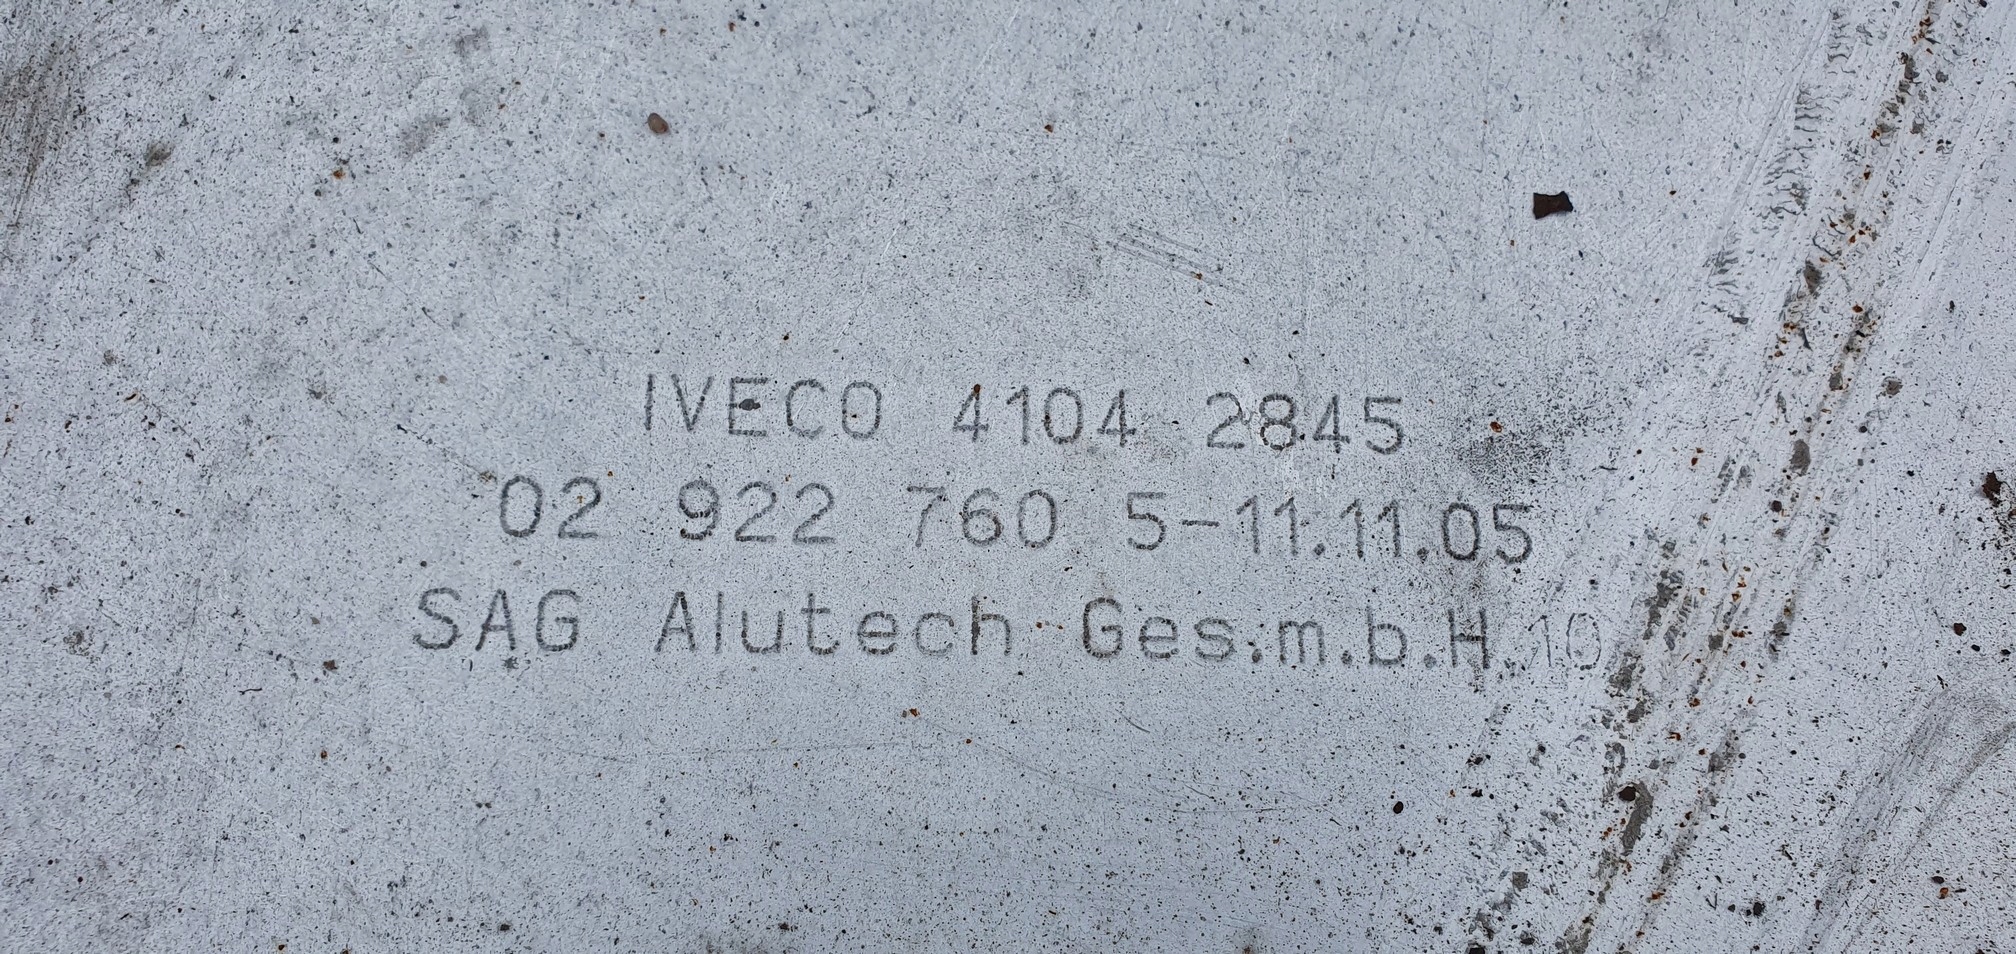 IVECO 4104 2845
02 922 760 5-11.11.05
SAG Alutech Ges.m.b.H.10